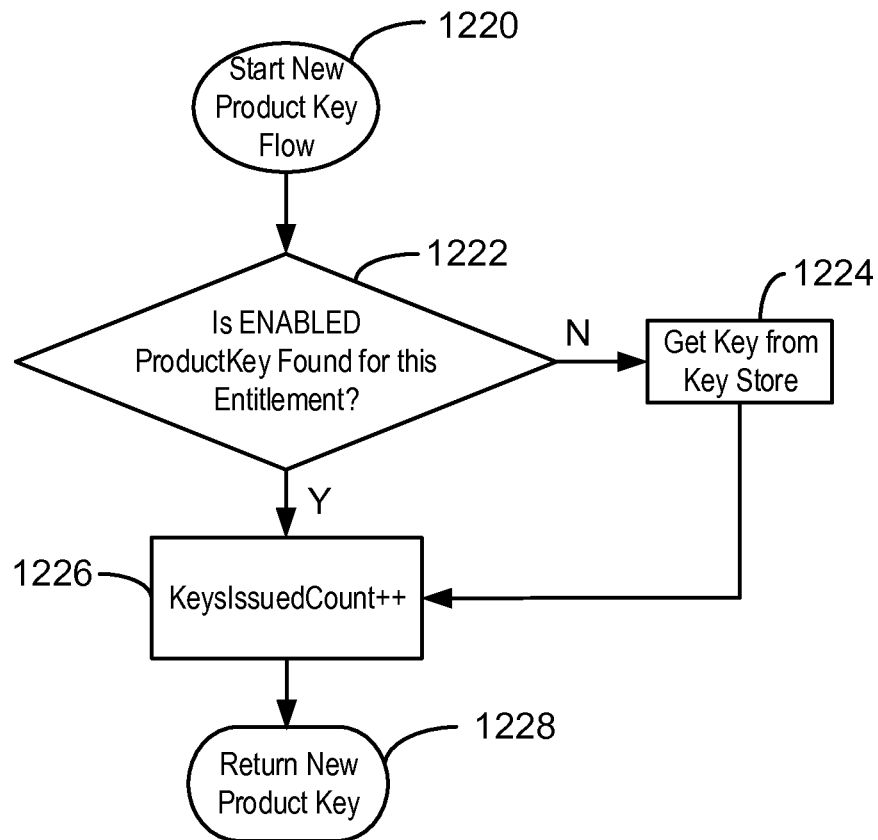 1220
Start New
Product Key
Flow
1222
Is ENABLED
ProductKey Found for this
Entitlement?
N
1224
Get Key from
Key Store
Y
1226
KeysIssuedCount++
1228
Return New
Product Key